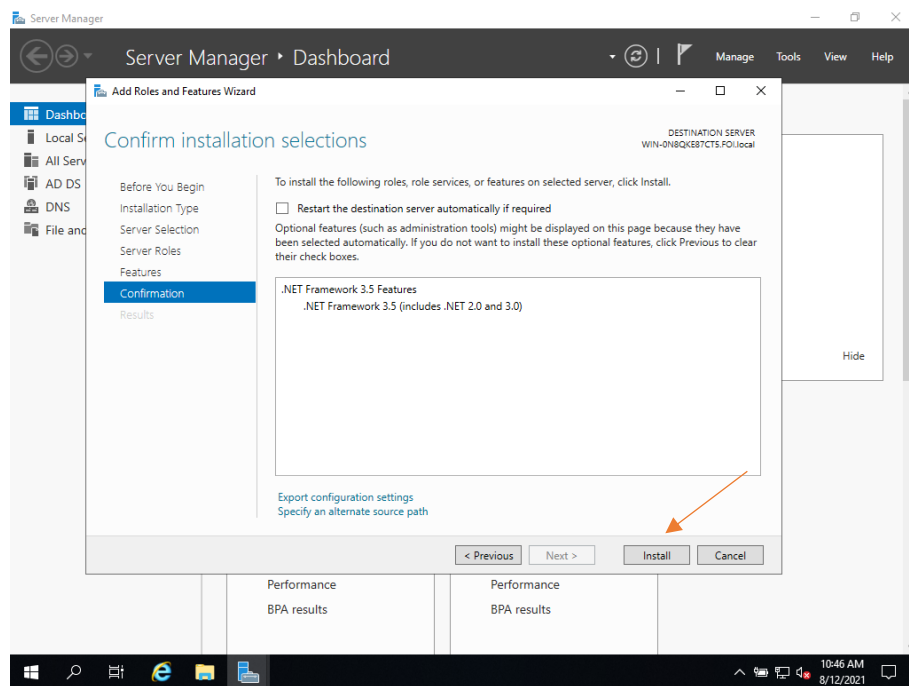 Server Manager
Server Manager • Dashboard
Manage Tools View Help
Add Roles and Features Wizard
Dashbc
Local Se
All Serv
AD DS
DNS
File and
Confirm installation selections
DESTINATION SERVER
WIN-0N8QKE87CT5.FOI.local
Before You Begin
Installation Type
Server Selection
Server Roles
Features
Confirmation
Results
To install the following roles, role services, or features on selected server, click Install.
Restart the destination server automatically if required
Optional features (such as administration tools) might be displayed on this page because they have
been selected automatically. If you do not want to install these optional features, click Previous to clear
their check boxes.
.NET Framework 3.5 Features
.NET Framework 3.5 (includes .NET 2.0 and 3.0)
Export configuration settings
Specify an alternate source path
< Previous Next > Install Cancel
Hide
Performance Performance
BPA results BPA results
10:46 AM
8/12/2021